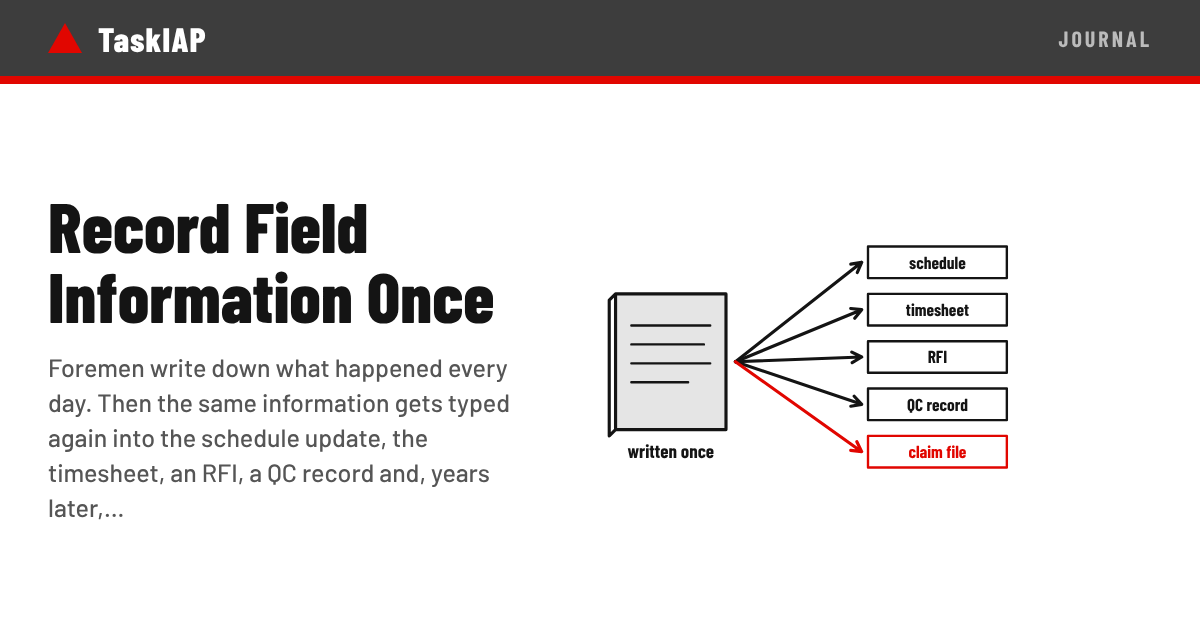 TaskIAP
JOURNAL
Record Field
Information Once
Foremen write down what happened every
day. Then the same information gets typed
again into the schedule update, the
timesheet, an RFI, a QC record and, years
later,...
written once
schedule
timesheet
RFI
QC record
claim file